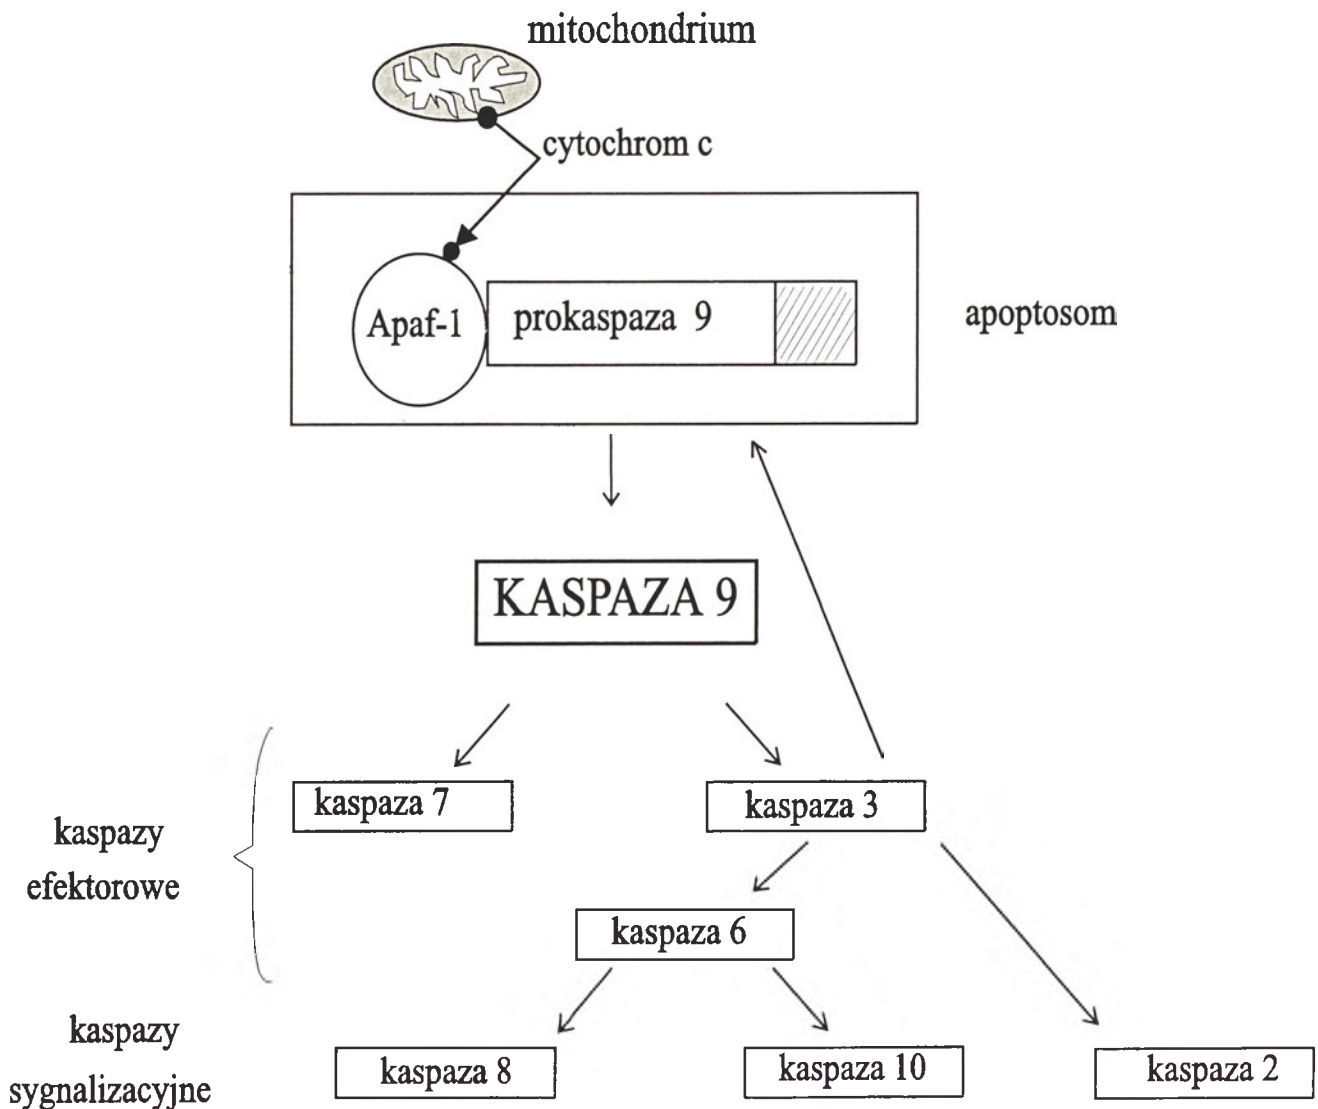 mitochondrium
cytochrom c
Apaf-1
prokaspaza 9
apoptosom
KASPAZA 9
kaspaza 7
kaspaza 3
kaspazy
efektorowe
kaspaza 6
kaspazy
sygnalizacyjne
kaspaza 8
kaspaza 10
kaspaza 2